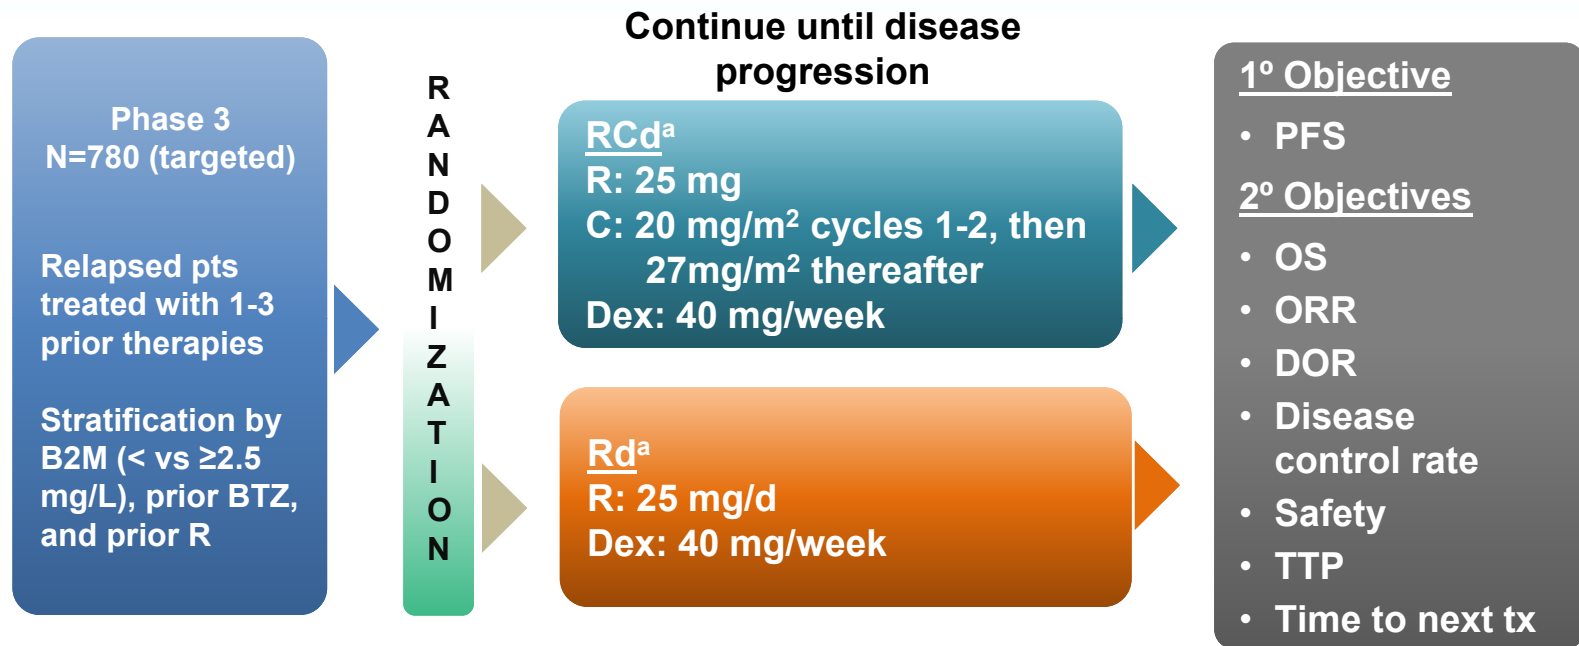 Continue until disease
progression
Phase 3
N=780 (targeted)
Relapsed pts
treated with 1-3
prior therapies
Stratification by
B2M (< vs ≥2.5
mg/L), prior BTZ,
and prior R
R
A
N
D
O
M
I
Z
A
T
I
O
N
RCdᵃ
R: 25 mg
C: 20 mg/m² cycles 1-2, then
27mg/m² thereafter
Dex: 40 mg/week
Rdᵃ
R: 25 mg/d
Dex: 40 mg/week
1º Objective
• PFS
2º Objectives
• OS
• ORR
• DOR
• Disease
control rate
• Safety
• TTP
• Time to next tx